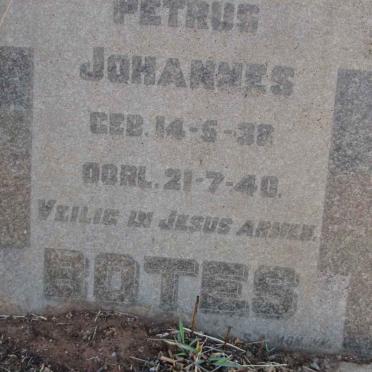 PETRUS
JOHANNES
GEB. 14-5-38
OORL. 21-7-40.
VEILIG IN JESUS ARMEN.
BOTES